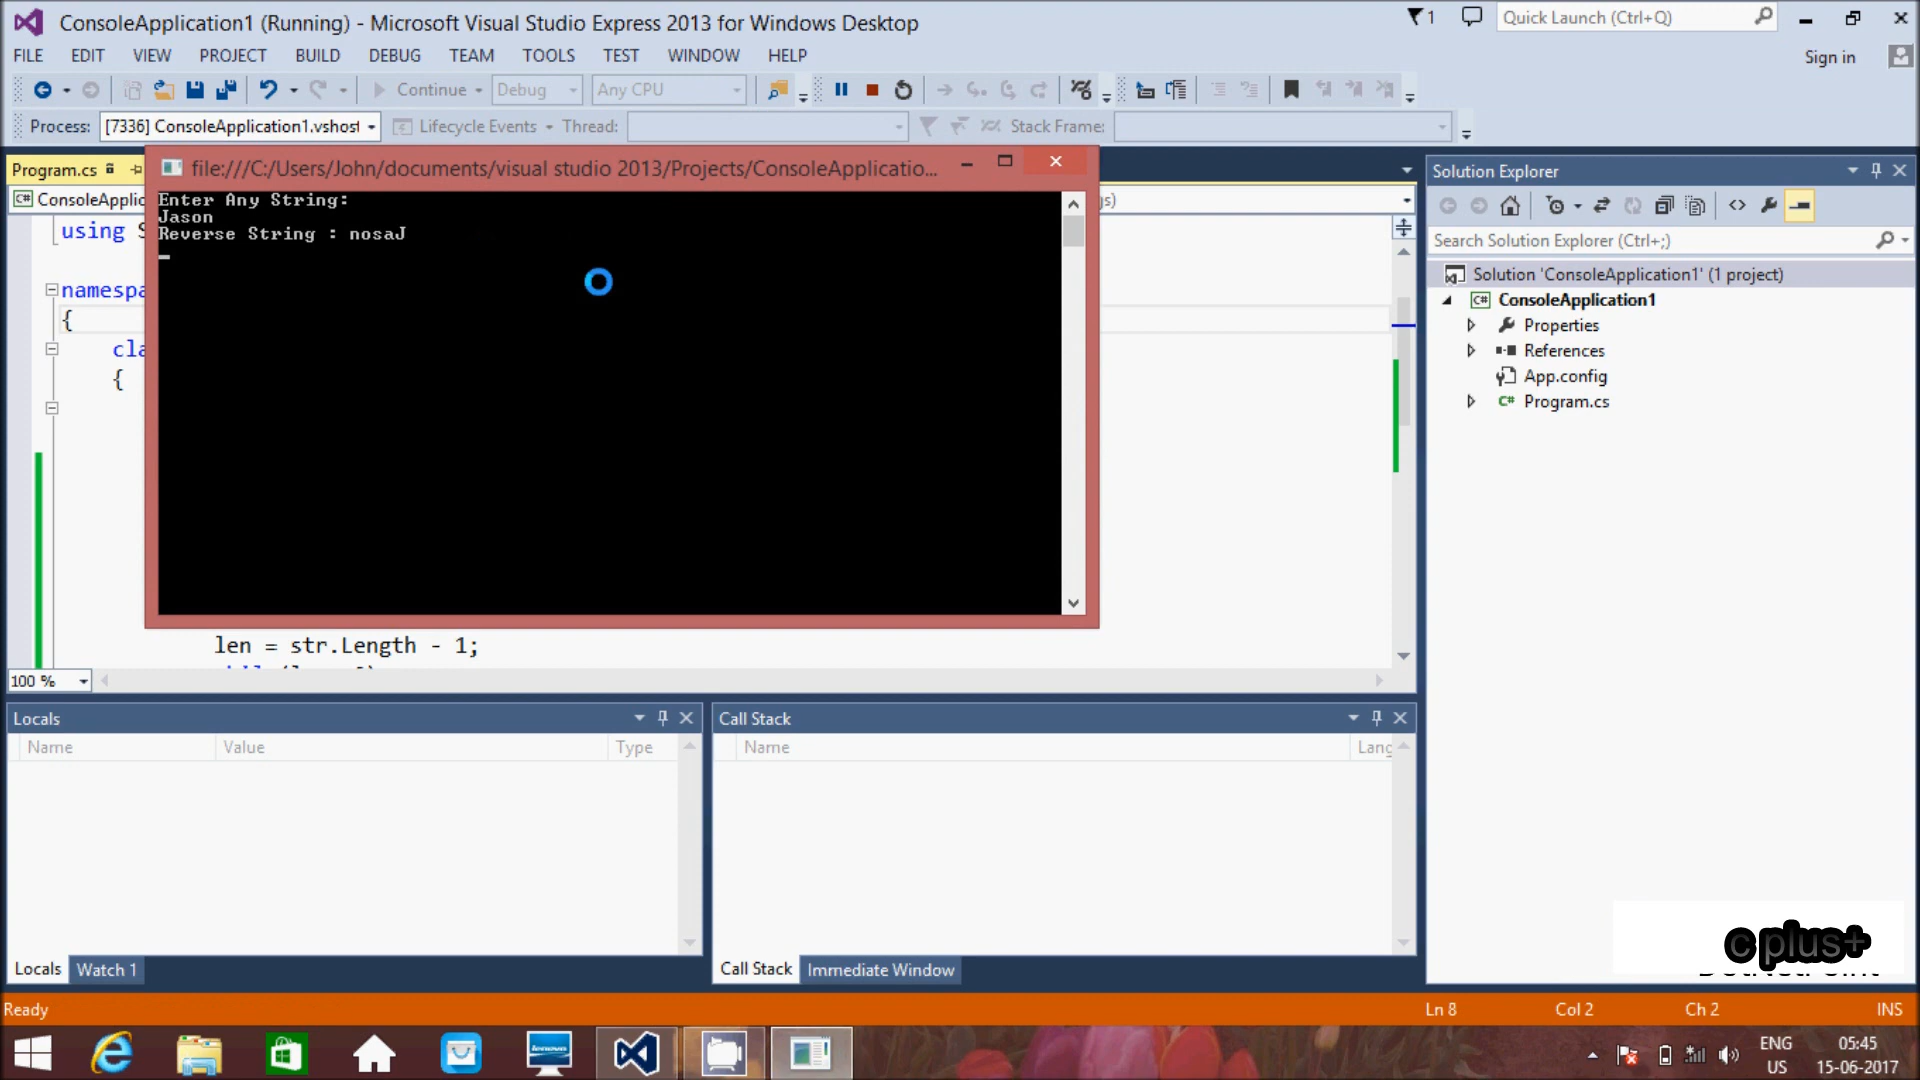 ConsoleApplication1 (Running) - Microsoft Visual Studio Express 2013 for Windows Desktop
1
Quick Launch (Ctrl+Q)
FILE EDIT VIEW PROJECT BUILD DEBUG TEAM TOOLS TEST WINDOW HELP
Sign in
Continue Debug Any CPU
Process: [7336] ConsoleApplication1.vshost Lifecycle Events Thread: Stack Frame:
Program.cs
file:///C:/Users/John/documents/visual studio 2013/Projects/ConsoleApplicatio...
Enter Any String:
Jason
Reverse String : nosaJ
C# ConsoleApplic
gs)
using S
namespa
{
cla
{
len = str.Length - 1;
100 %
Solution Explorer
Search Solution Explorer (Ctrl+;)
Solution 'ConsoleApplication1' (1 project)
C# ConsoleApplication1
Properties
References
App.config
C# Program.cs
Locals
Name Value Type
Locals Watch 1
Call Stack
Name Lang
Call Stack Immediate Window
c plus+
Ready
Ln 8 Col 2 Ch 2 INS
lenovo
ENG
US
05:45
15-06-2017